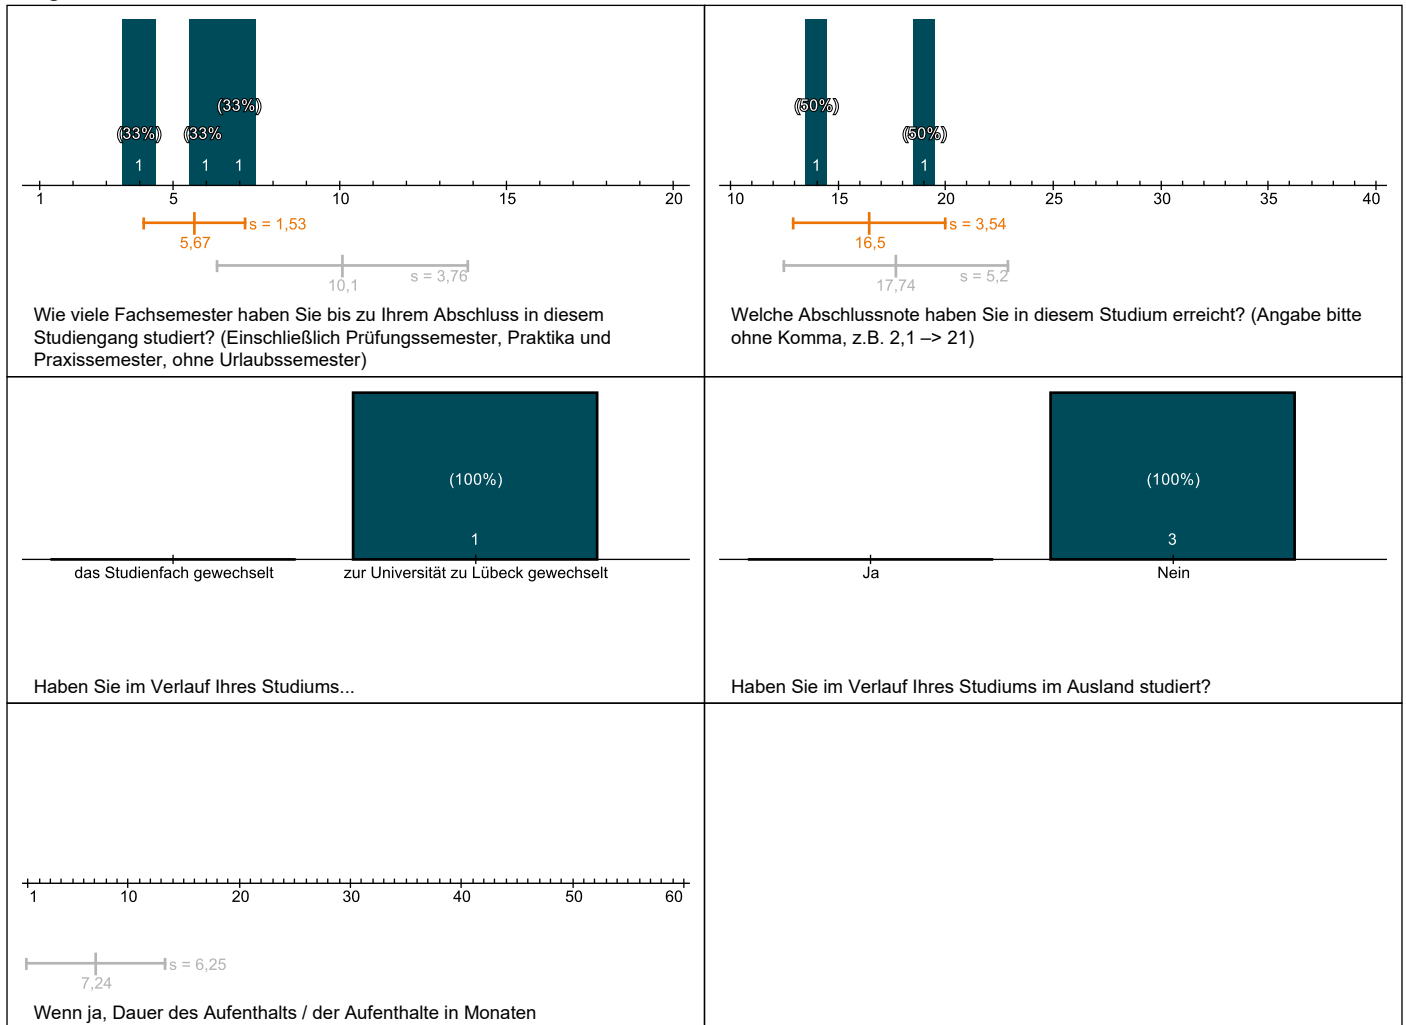 (33%) (33% (33%)
1 1 1
1 5 10 15 20
s = 1,53
5,67
s = 3,76
10,1
Wie viele Fachsemester haben Sie bis zu Ihrem Abschluss in diesem
Studiengang studiert? (Einschließlich Prüfungssemester, Praktika und
Praxissemester, ohne Urlaubssemester)
(50%) (50%)
1 1
10 15 20 25 30 35 40
s = 3,54
16,5
s = 5,2
17,74
Welche Abschlussnote haben Sie in diesem Studium erreicht? (Angabe bitte
ohne Komma, z.B. 2,1 –> 21)
(100%)
1
das Studienfach gewechselt zur Universität zu Lübeck gewechselt
Haben Sie im Verlauf Ihres Studiums...
(100%)
3
Ja Nein
Haben Sie im Verlauf Ihres Studiums im Ausland studiert?
1 10 20 30 40 50 60
s = 6,25
7,24
Wenn ja, Dauer des Aufenthalts / der Aufenthalte in Monaten